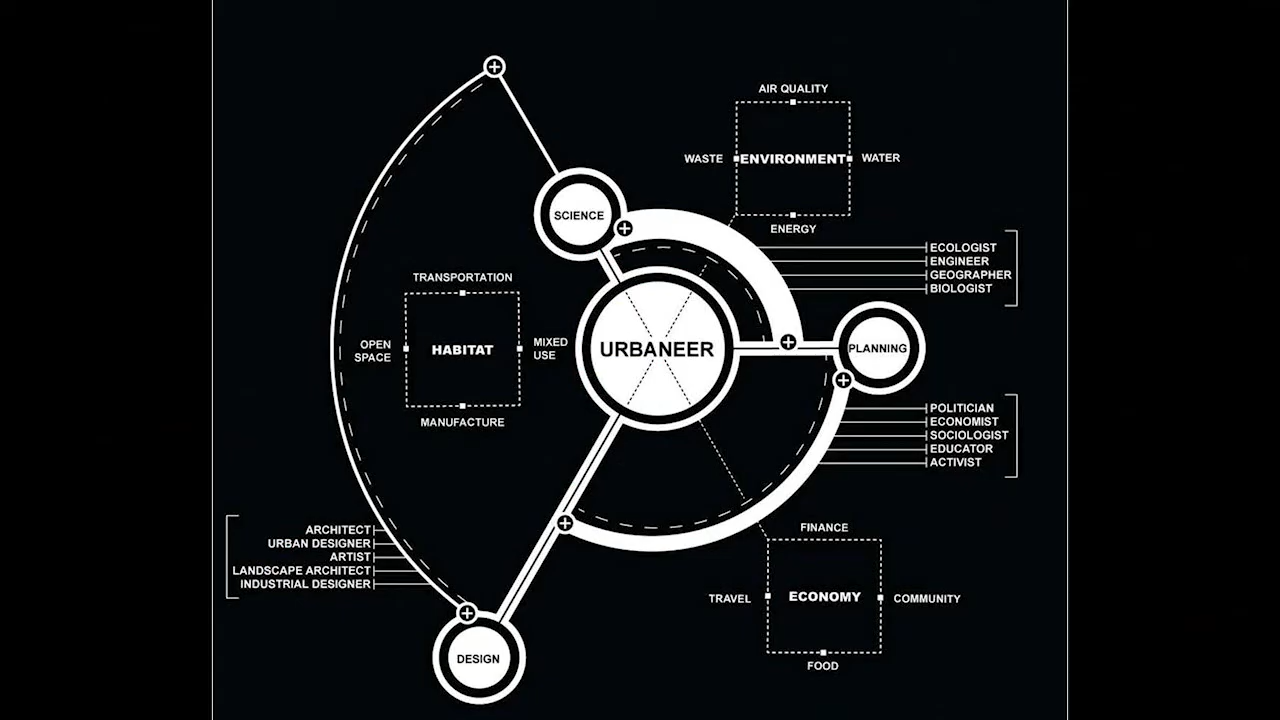 AIR QUALITY
WASTE
ENVIRONMENT
WATER
ENERGY
SCIENCE
ECOLOGIST
ENGINEER
GEOGRAPHER
BIOLOGIST
TRANSPORTATION
OPEN
SPACE
HABITAT
MIXED
USE
MANUFACTURE
URBANEER
PLANNING
POLITICIAN
ECONOMIST
SOCIOLOGIST
EDUCATOR
ACTIVIST
ARCHITECT
URBAN DESIGNER
ARTIST
LANDSCAPE ARCHITECT
INDUSTRIAL DESIGNER
FINANCE
TRAVEL
ECONOMY
COMMUNITY
FOOD
DESIGN